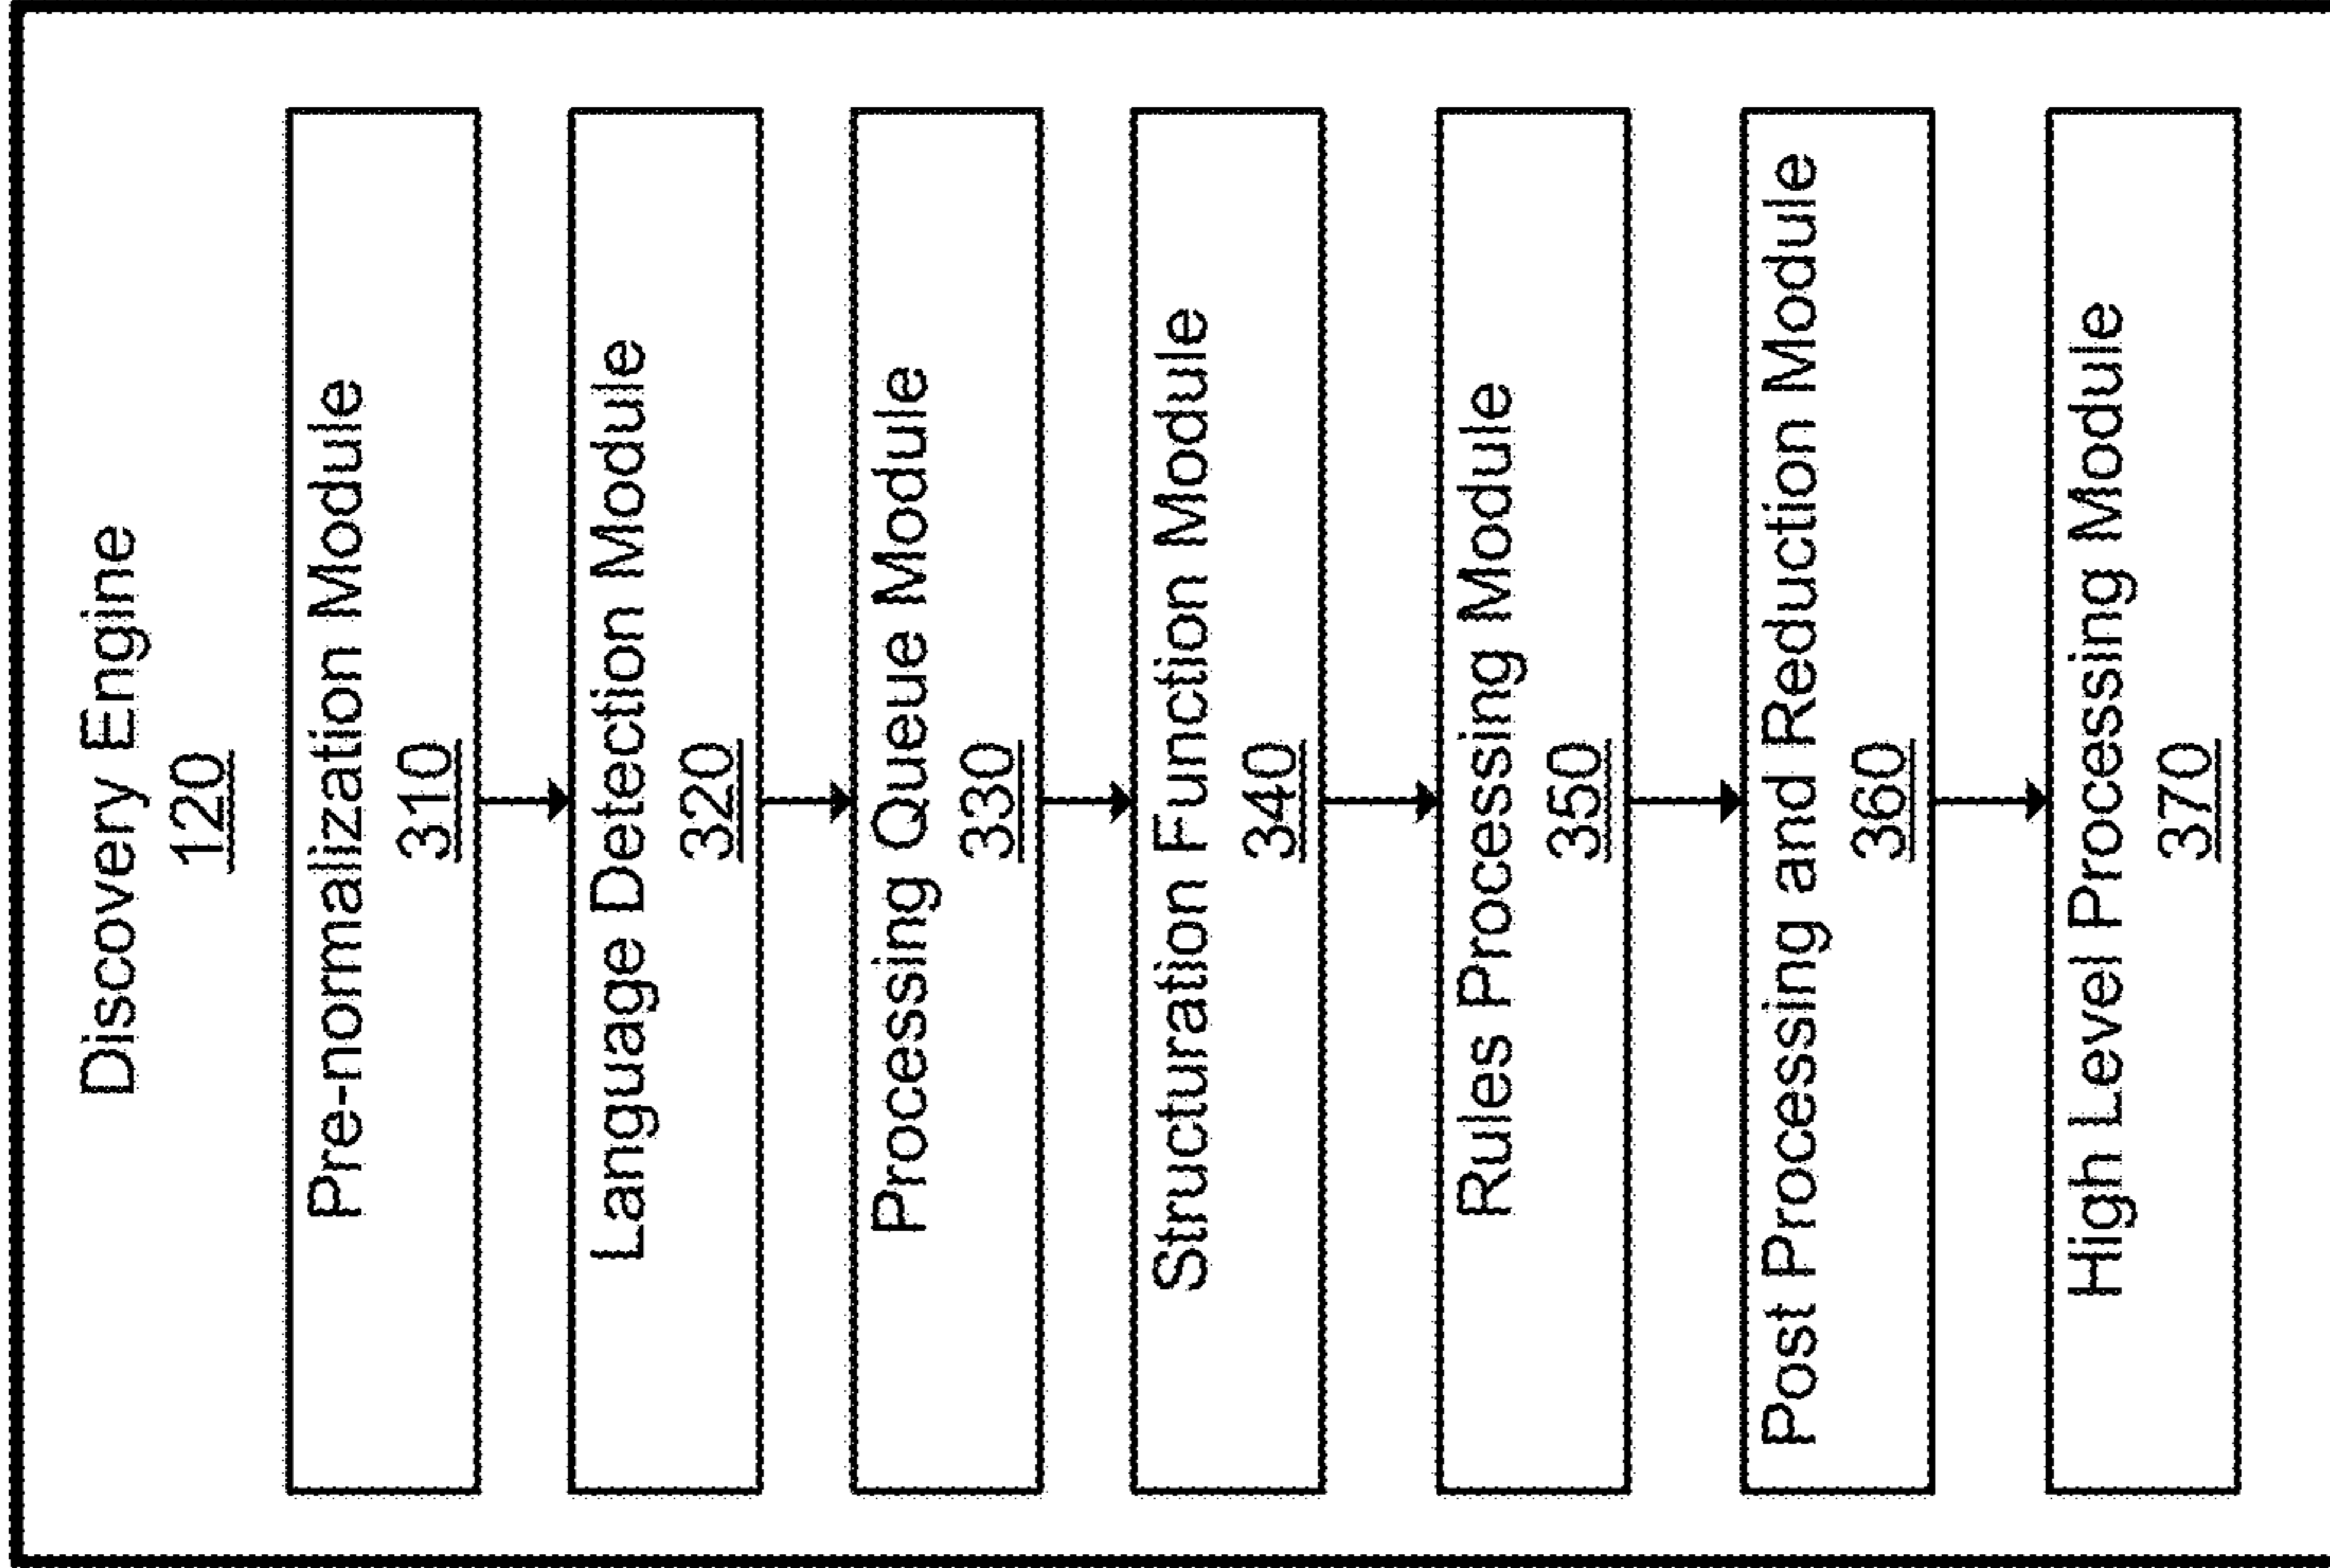 Discovery Engine
120
Pre-normalization Module
310
Language Detection Module
320
Processing Queue Module
330
Structuration Function Module
340
Rules Processing Module
350
Post Processing and Reduction Module
360
High Level Processing Module
370